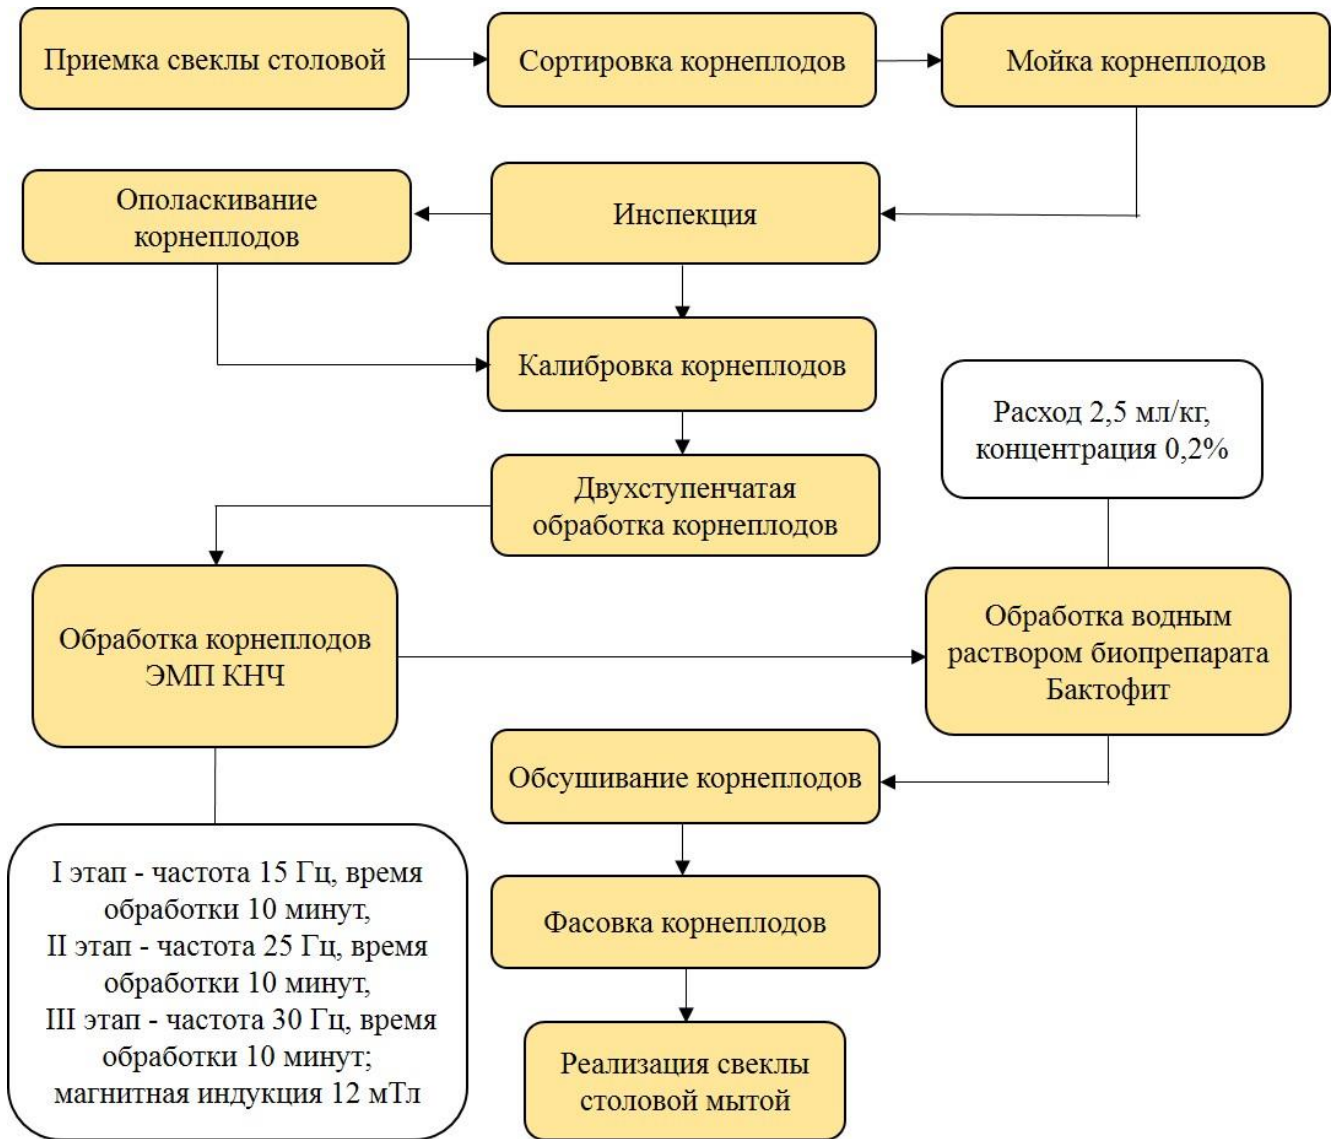 Приемка свеклы столовой
Сортировка корнеплодов
Мойка корнеплодов
Ополаскивание
корнеплодов
Инспекция
Калибровка корнеплодов
Расход 2,5 мл/кг,
концентрация 0,2%
Двухступенчатая
обработка корнеплодов
Обработка корнеплодов
ЭМП КНЧ
Обработка водным
раствором биопрепарата
Бактофит
Обсушивание корнеплодов
I этап - частота 15 Гц, время
обработки 10 минут,
II этап - частота 25 Гц, время
обработки 10 минут,
III этап - частота 30 Гц, время
обработки 10 минут;
магнитная индукция 12 мТл
Фасовка корнеплодов
Реализация свеклы
столовой мытой